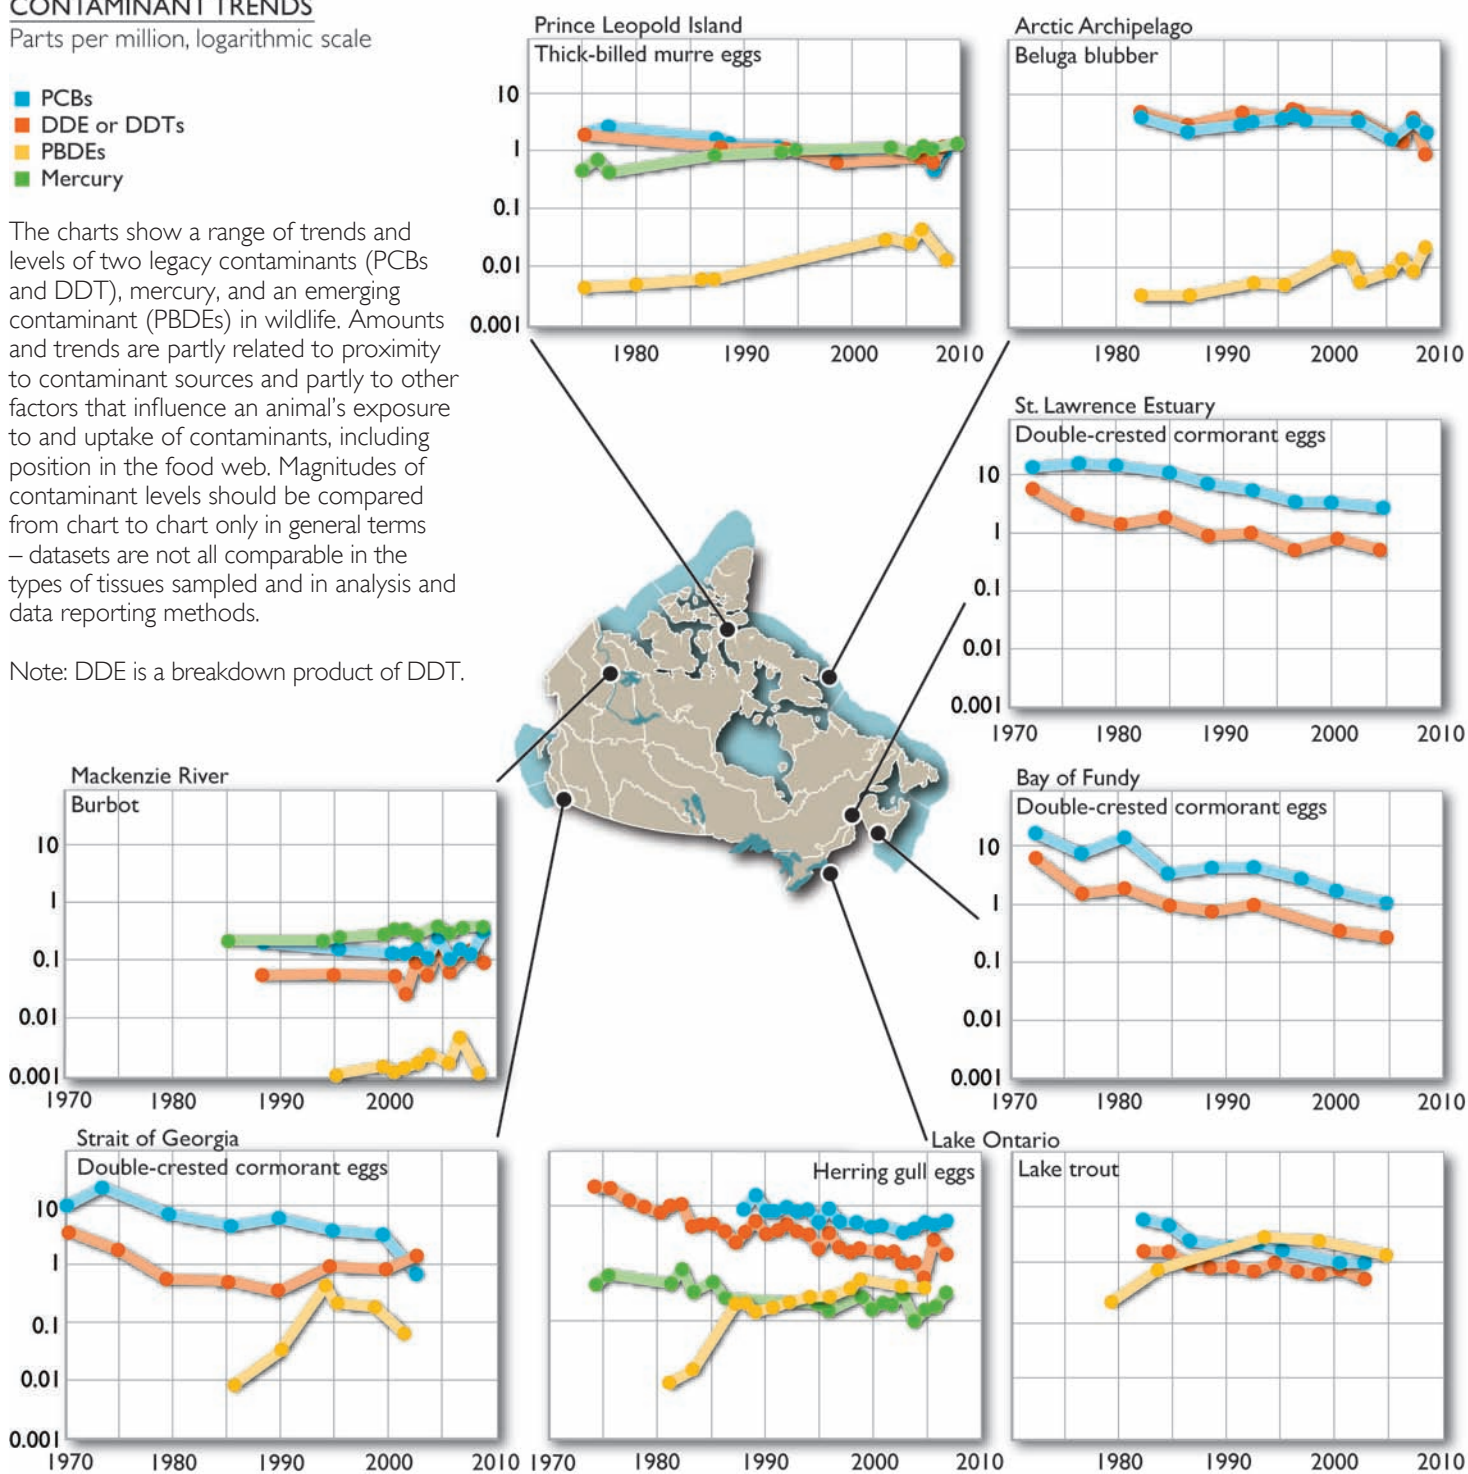 CONTAMINANT TRENDS
Parts per million, logarithmic scale
PCBs
DDE or DDTs
PBDEs
Mercury
The charts show a range of trends and
levels of two legacy contaminants (PCBs
and DDT), mercury, and an emerging
contaminant (PBDEs) in wildlife. Amounts
and trends are partly related to proximity
to contaminant sources and partly to other
factors that influence an animal's exposure
to and uptake of contaminants, including
position in the food web. Magnitudes of
contaminant levels should be compared
from chart to chart only in general terms
– datasets are not all comparable in the
types of tissues sampled and in analysis and
data reporting methods.
Note: DDE is a breakdown product of DDT.
Prince Leopold Island
Thick-billed murre eggs
10
1
0.1
0.01
0.001
1980 1990 2000 2010
Arctic Archipelago
Beluga blubber
1980 1990 2000 2010
St. Lawrence Estuary
Double-crested cormorant eggs
10
1
0.1
0.01
0.001
1970 1980 1990 2000 2010
Mackenzie River
Burbot
10
1
0.1
0.01
0.001
1970 1980 1990 2000
Bay of Fundy
Double-crested cormorant eggs
10
1
0.1
0.01
0.001
1970 1980 1990 2000 2010
Strait of Georgia
Double-crested cormorant eggs
10
1
0.1
0.01
0.001
1970 1980 1990 2000 2010
Lake Ontario
Herring gull eggs
1970 1980 1990 2000 2010
Lake trout
1980 1990 2000 2010